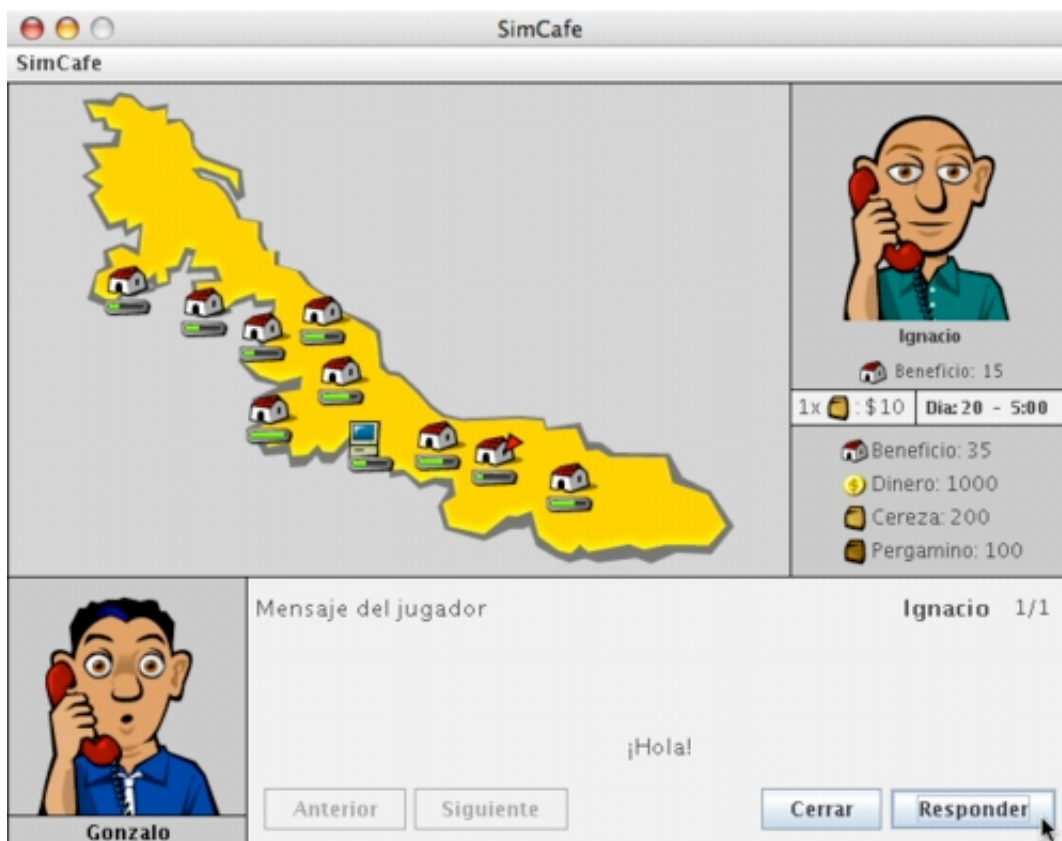 SimCafe
SimCafe
Ignacio
Beneficio: 15
1x : $10 Dia: 20 - 5:00
Beneficio: 35
$ Dinero: 1000
Cereza: 200
Pergamino: 100
Gonzalo
Mensaje del jugador Ignacio 1/1
¡Hola!
Anterior Siguiente Cerrar Responder